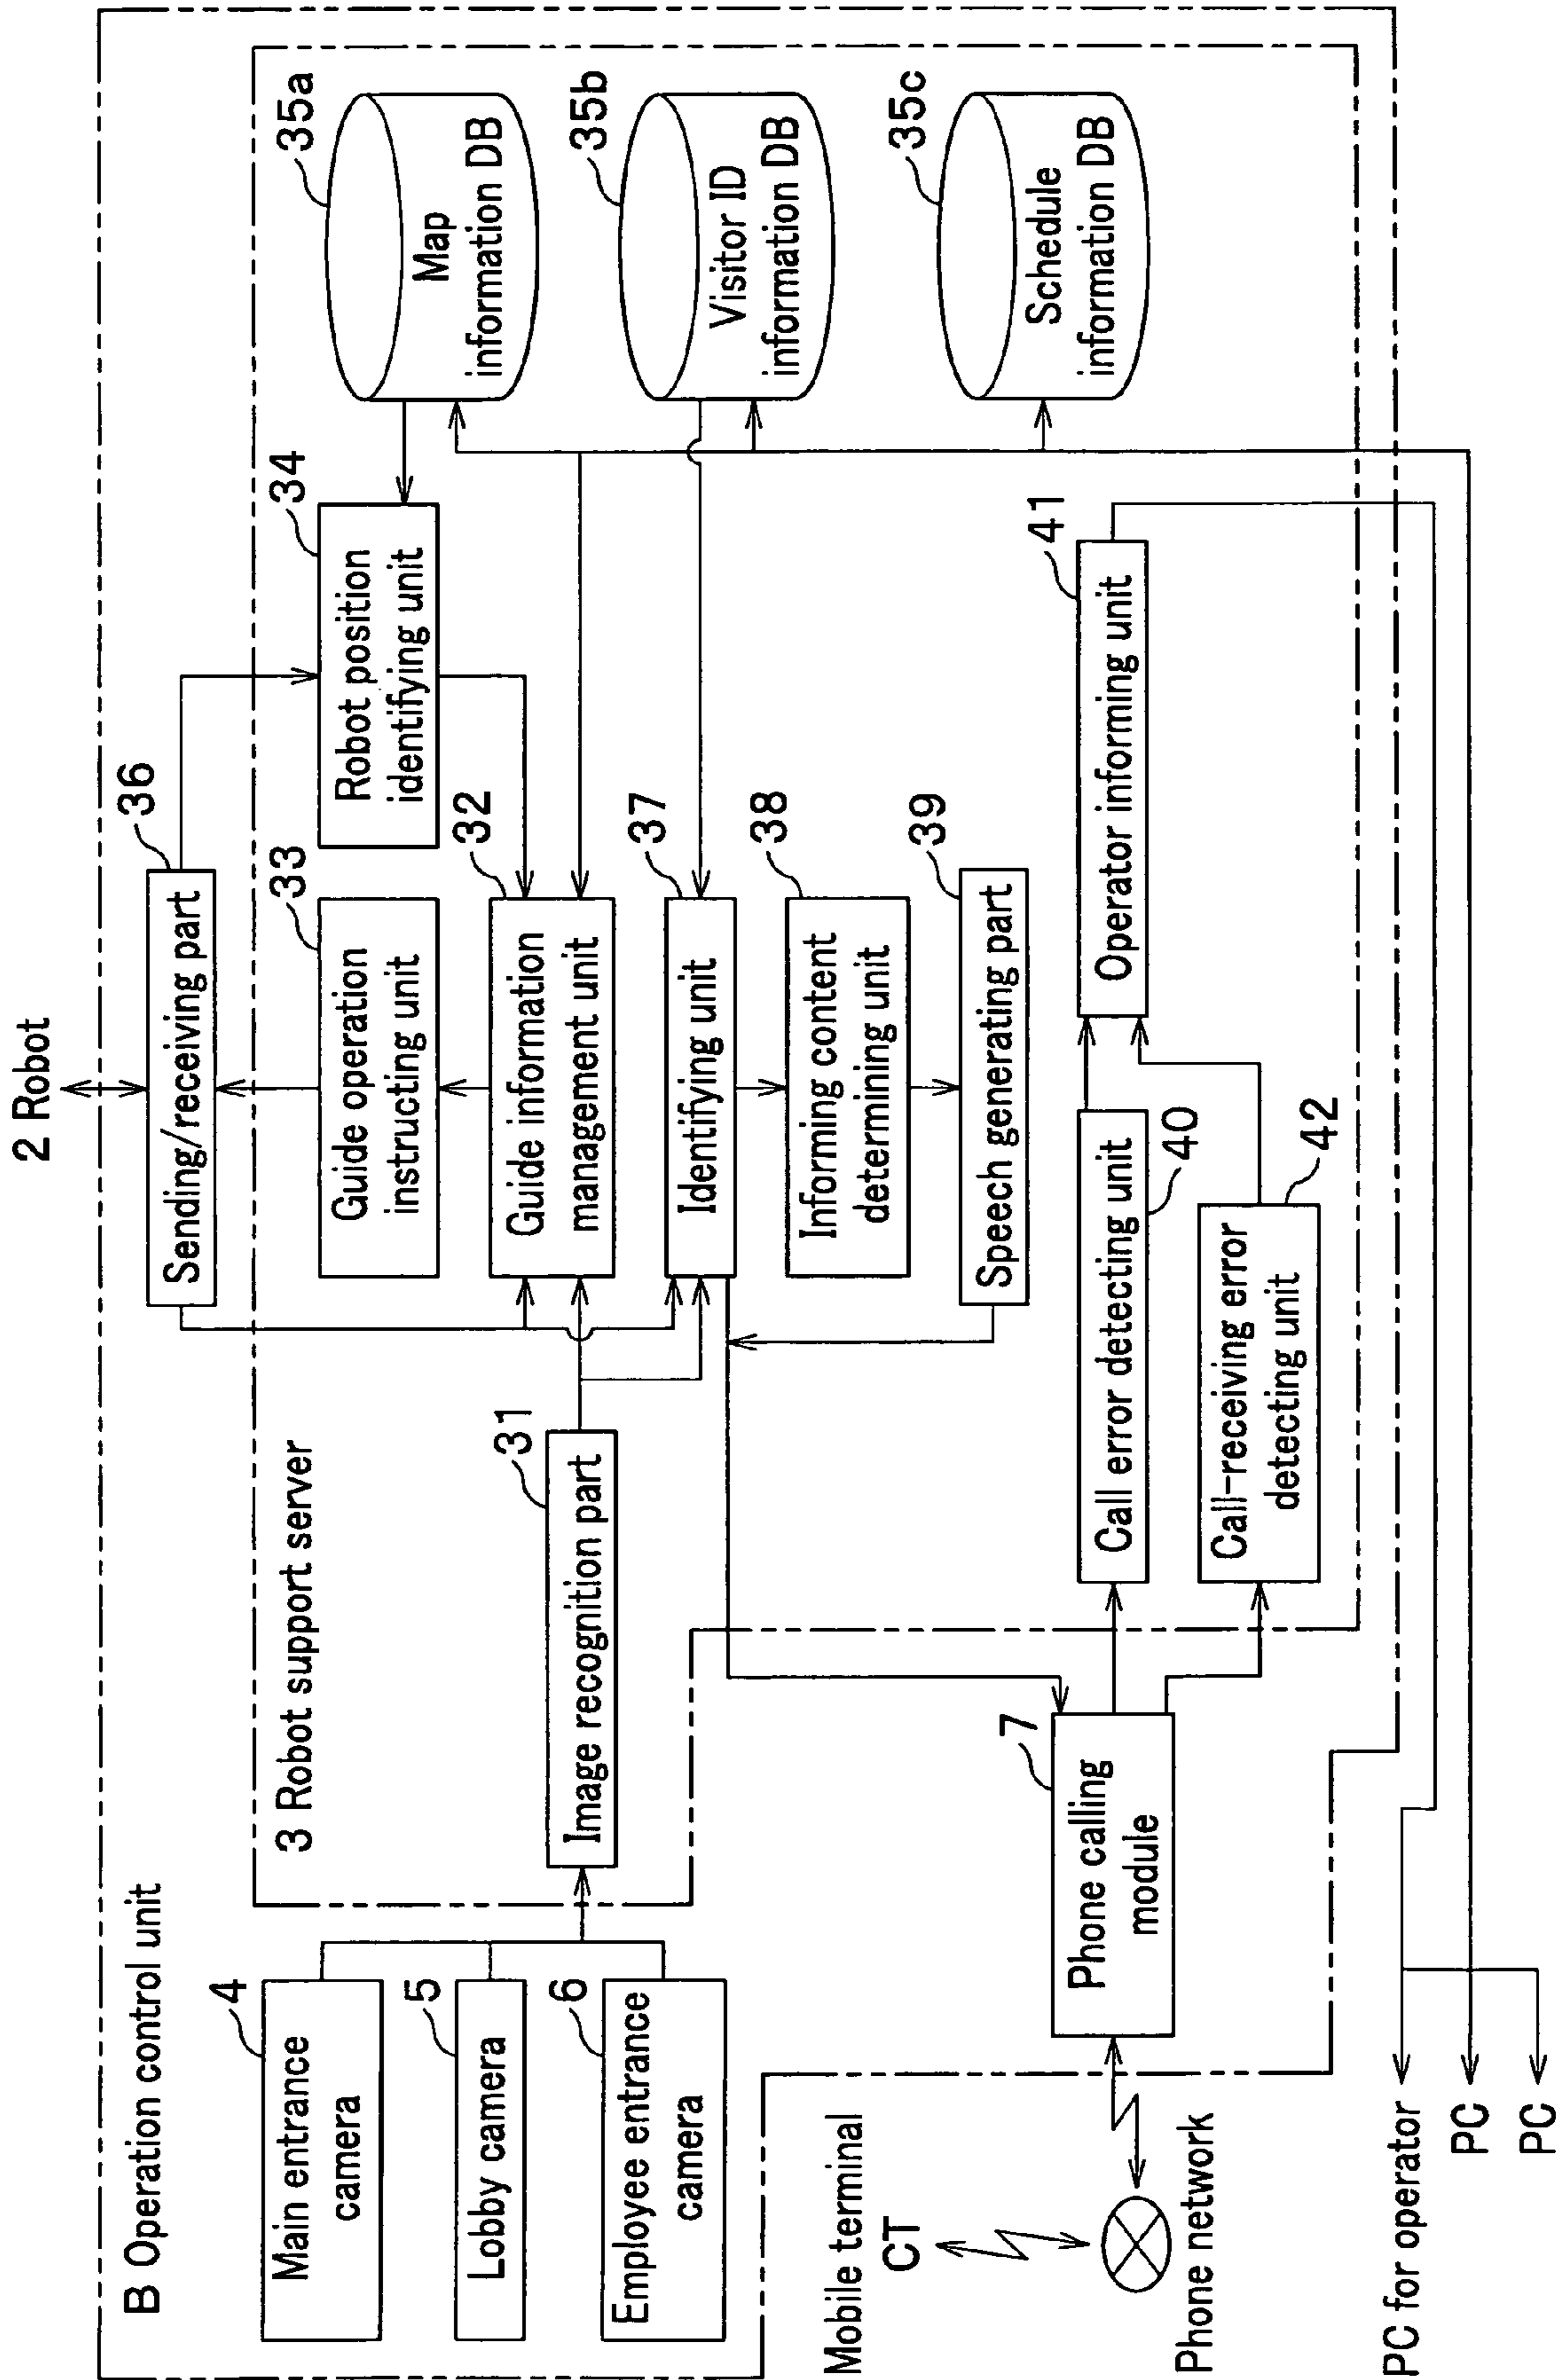 2 Robot
B Operation control unit
3 Robot support server
4
Main entrance
camera
5
Lobby camera
6
Employee entrance
camera
31
Image recognition part
36
Sending/receiving part
33
Guide operation
instructing unit
32
Guide information
management unit
37
Identifying unit
38
Informing content
determining unit
39
Speech generating part
34
Robot position
identifying unit
35a
Map
information DB
35b
Visitor ID
information DB
35c
Schedule
information DB
7
Phone calling
module
Call error detecting unit
40
Call-receiving error
detecting unit
42
41
Operator informing unit
Mobile terminal
CT
Phone network
PC for operator
PC
PC